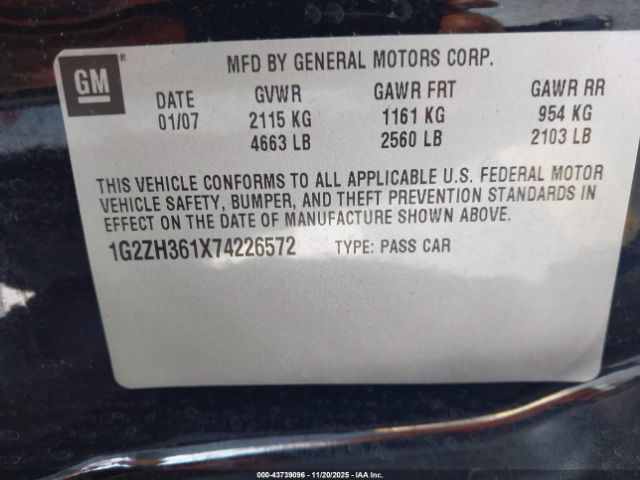 GM
MFD BY GENERAL MOTORS CORP.
DATE GVWR GAWR FRT GAWR RR
01/07 2115 KG 1161 KG 954 KG
4663 LB 2560 LB 2103 LB
THIS VEHICLE CONFORMS TO ALL APPLICABLE U.S. FEDERAL MOTOR
VEHICLE SAFETY, BUMPER, AND THEFT PREVENTION STANDARDS IN
EFFECT ON THE DATE OF MANUFACTURE SHOWN ABOVE.
1G2ZH361X74226572 TYPE: PASS CAR
000-43739096 - 11/20/2025 - IAA Inc.